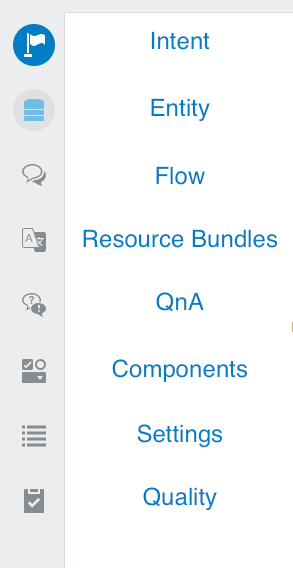 Intent
Entity
Flow
Resource Bundles
QnA
Components
Settings
Quality